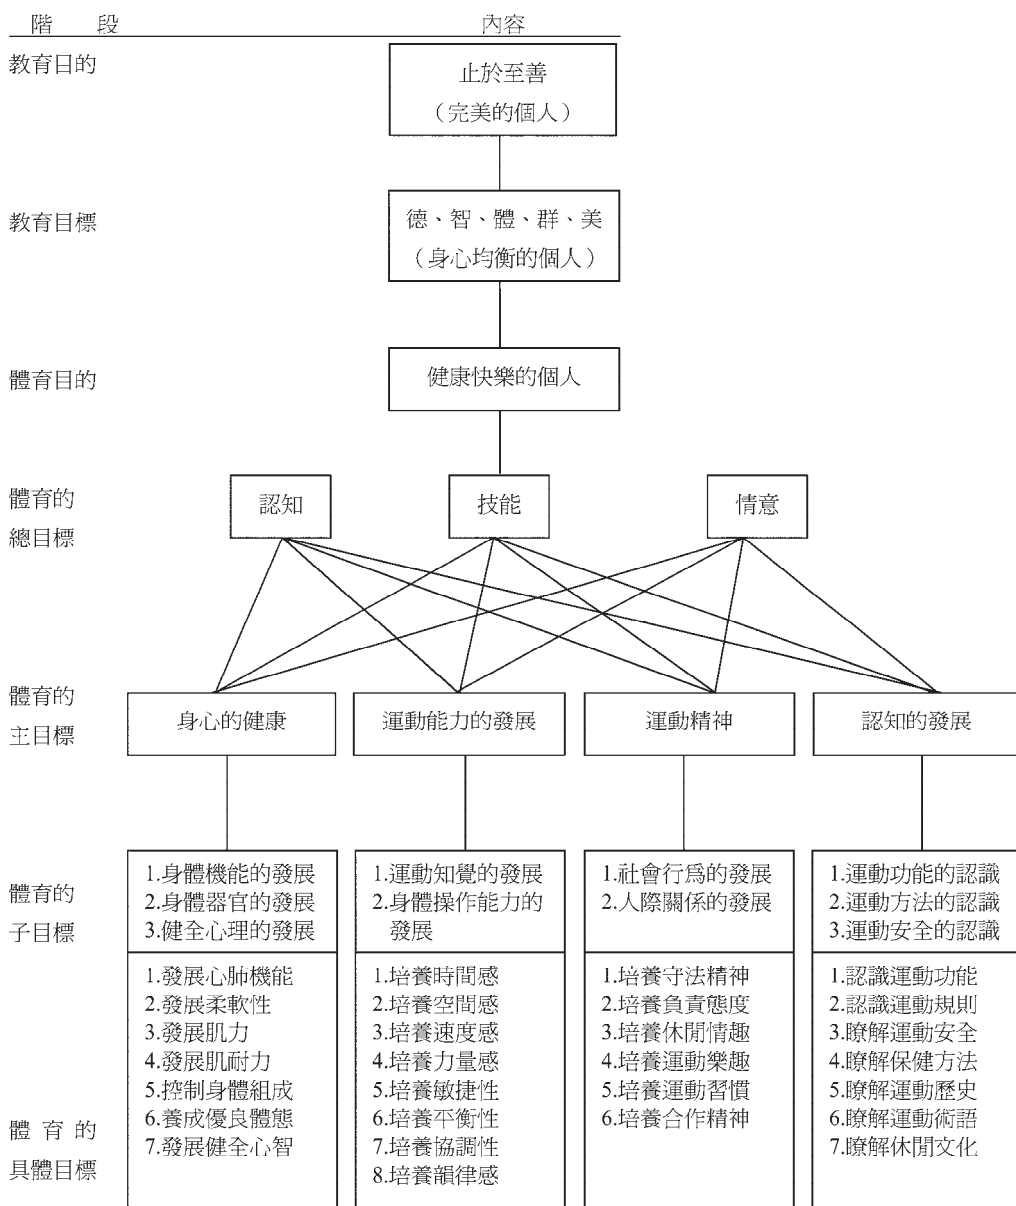 階　　段　　內容
教育目的
止於至善
（完美的個人）
教育目標
德、智、體、群、美
（身心均衡的個人）
體育目的
健康快樂的個人
體育的
總目標
認知
技能
情意
體育的
主目標
身心的健康
運動能力的發展
運動精神
認知的發展
體育的
子目標
1.身體機能的發展
2.身體器官的發展
3.健全心理的發展
1.運動知覺的發展
2.身體操作能力的
發展
1.社會行爲的發展
2.人際關係的發展
1.運動功能的認識
2.運動方法的認識
3.運動安全的認識
體育的
具體目標
1.發展心肺機能
2.發展柔軟性
3.發展肌力
4.發展肌耐力
5.控制身體組成
6.養成優良體態
7.發展健全心智
1.培養時間感
2.培養空間感
3.培養速度感
4.培養力量感
5.培養敏捷性
6.培養平衡性
7.培養協調性
8.培養韻律感
1.培養守法精神
2.培養負責態度
3.培養休閒情趣
4.培養運動樂趣
5.培養運動習慣
6.培養合作精神
1.認識運動功能
2.認識運動規則
3.瞭解運動安全
4.瞭解保健方法
5.瞭解運動歷史
6.瞭解運動術語
7.瞭解休閒文化